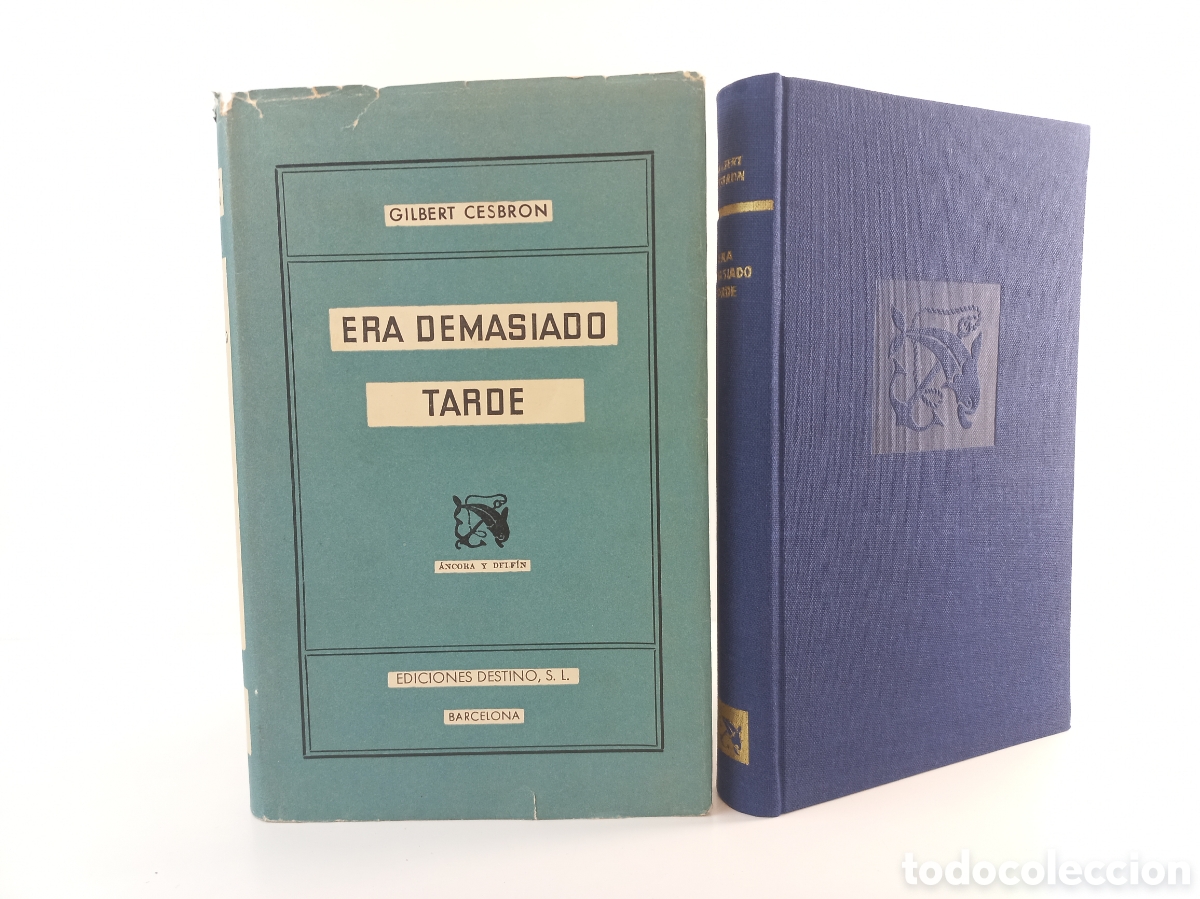 GILBERT CESBRON
ERA DEMASIADO
TARDE
ÁNCORA Y DELFÍN
EDICIONES DESTINO, S. L.
BARCELONA
todocoleccion